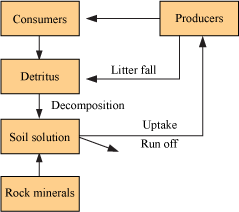 Consumers
Producers
Detritus
Litter fall
Decomposition
Soil solution
Uptake
Run off
Rock minerals